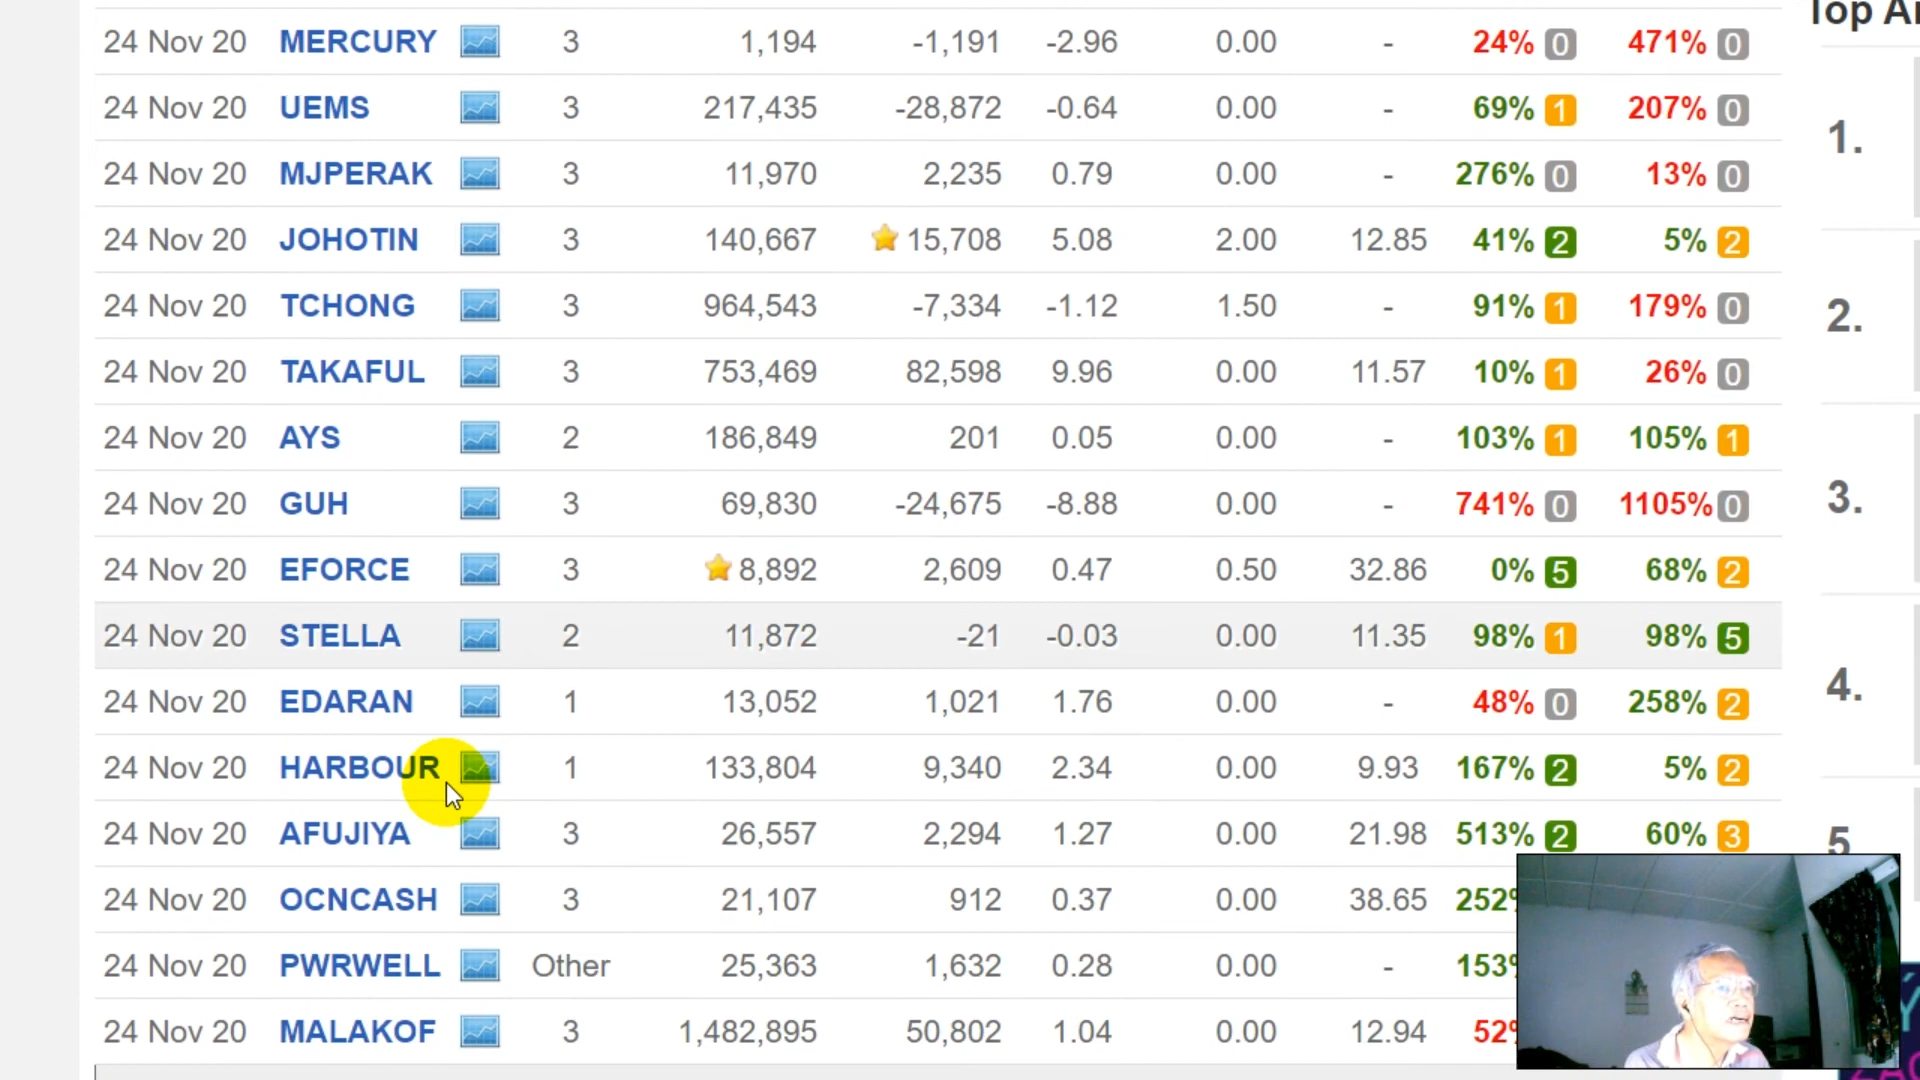 Top A
24 Nov 20 MERCURY 3 1,194 -1,191 -2.96 0.00 - 24% 0 471% 0
24 Nov 20 UEMS 3 217,435 -28,872 -0.64 0.00 - 69% 1 207% 0
24 Nov 20 MJPERAK 3 11,970 2,235 0.79 0.00 - 276% 0 13% 0
24 Nov 20 JOHOTIN 3 140,667 15,708 5.08 2.00 12.85 41% 2 5% 2
24 Nov 20 TCHONG 3 964,543 -7,334 -1.12 1.50 - 91% 1 179% 0
24 Nov 20 TAKAFUL 3 753,469 82,598 9.96 0.00 11.57 10% 1 26% 0
24 Nov 20 AYS 2 186,849 201 0.05 0.00 - 103% 1 105% 1
24 Nov 20 GUH 3 69,830 -24,675 -8.88 0.00 - 741% 0 1105% 0
24 Nov 20 EFORCE 3 8,892 2,609 0.47 0.50 32.86 0% 5 68% 2
24 Nov 20 STELLA 2 11,872 -21 -0.03 0.00 11.35 98% 1 98% 5
24 Nov 20 EDARAN 1 13,052 1,021 1.76 0.00 - 48% 0 258% 2
24 Nov 20 HARBOUR 1 133,804 9,340 2.34 0.00 9.93 167% 2 5% 2
24 Nov 20 AFUJIYA 3 26,557 2,294 1.27 0.00 21.98 513% 2 60% 3
24 Nov 20 OCNCASH 3 21,107 912 0.37 0.00 38.65 252%
24 Nov 20 PWRWELL Other 25,363 1,632 0.28 0.00 - 153%
24 Nov 20 MALAKOF 3 1,482,895 50,802 1.04 0.00 12.94 52%
1.
2.
3.
4.
5